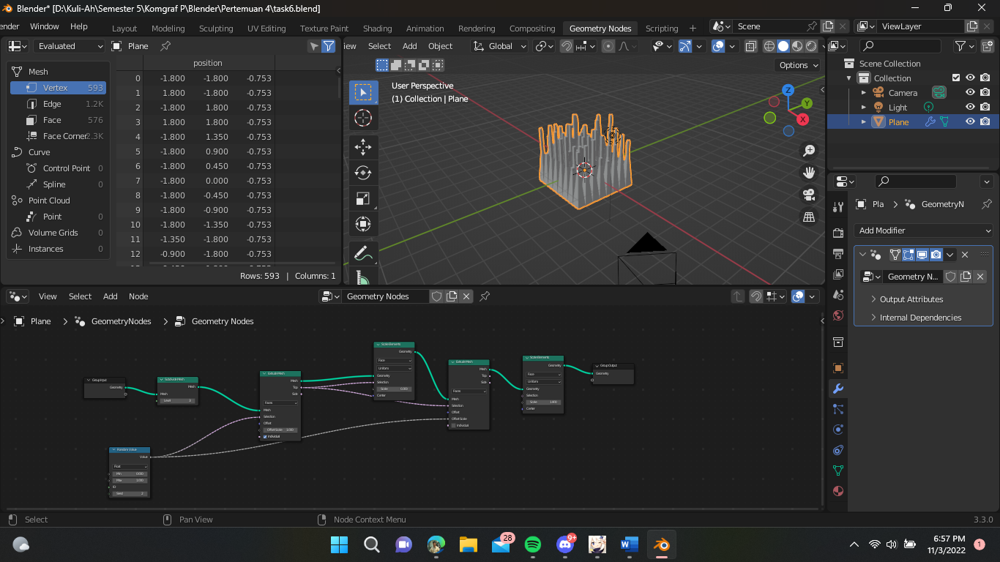 Blender* [D:\Kuli-Ah\Semester 5\Komgraf P\Blender\Pertemuan 4\task6.blend]
ender Window Help Layout Modeling Sculpting UV Editing Texture Paint Shading Animation Rendering Compositing Geometry Nodes Scripting + Scene ViewLayer
Evaluated Plane
position
Mesh
Vertex 593
Edge 1.2K
Face 576
Face Corner 2.3K
Curve
Control Point 0
Spline 0
Point Cloud
Point 0
Volume Grids 0
Instances 0
0 -1.800 -1.800 -0.753
1 1.800 -1.800 -0.753
2 -1.800 1.800 -0.753
3 1.800 1.800 -0.753
4 -1.800 1.350 -0.753
5 -1.800 0.900 -0.753
6 -1.800 0.450 -0.753
7 -1.800 0.000 -0.753
8 -1.800 -0.450 -0.753
9 -1.800 -0.900 -0.753
10 -1.800 -1.350 -0.753
11 -1.350 -1.800 -0.753
12 -0.900 -1.800 -0.753
Rows: 593 | Columns: 1
iew Select Add Object Global
Options
User Perspective
(1) Collection | Plane
Z
Y
X
Scene Collection
Collection
Camera
Light
Plane
Pla GeometryN
Add Modifier
Geometry N...
Output Attributes
Internal Dependencies
View Select Add Node Geometry Nodes
Plane GeometryNodes Geometry Nodes
Group Input
Geometry
Subdivide Mesh
Mesh
Mesh
Level 3
Extrude Mesh
Mesh
Top
Side
Faces
Mesh
Selection
Offset
Offset Scale 1.000
Individual
Random Value
Value
Float
Min 0.000
Max 1.000
ID
Seed 2
Scale Elements
Geometry
Face
Uniform
Geometry
Selection
Scale 0.300
Center
Extrude Mesh
Mesh
Top
Side
Faces
Mesh
Selection
Offset
Offset Scale
Individual
Scale Elements
Geometry
Face
Uniform
Geometry
Selection
Scale 1.800
Center
Group Output
Geometry
Select Pan View Node Context Menu 3.3.0
28
9+
W
6:57 PM
11/3/2022
1